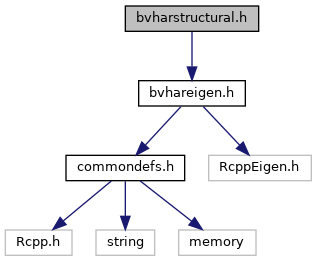 bvharstructural.h
bvhareigen.h
commondefs.h
RcppEigen.h
Rcpp.h
string
memory